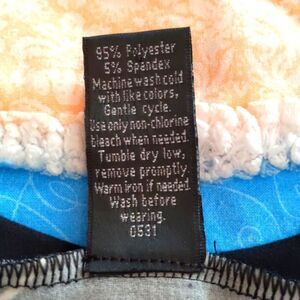 95% Polyester
5% Spandex
Machine wash cold
with like colors,
Gentle cycle.
Use only non-chlorine
bleach when needed.
Tumble dry low,
remove promptly.
Warm iron if needed.
Wash before
wearing.
0531